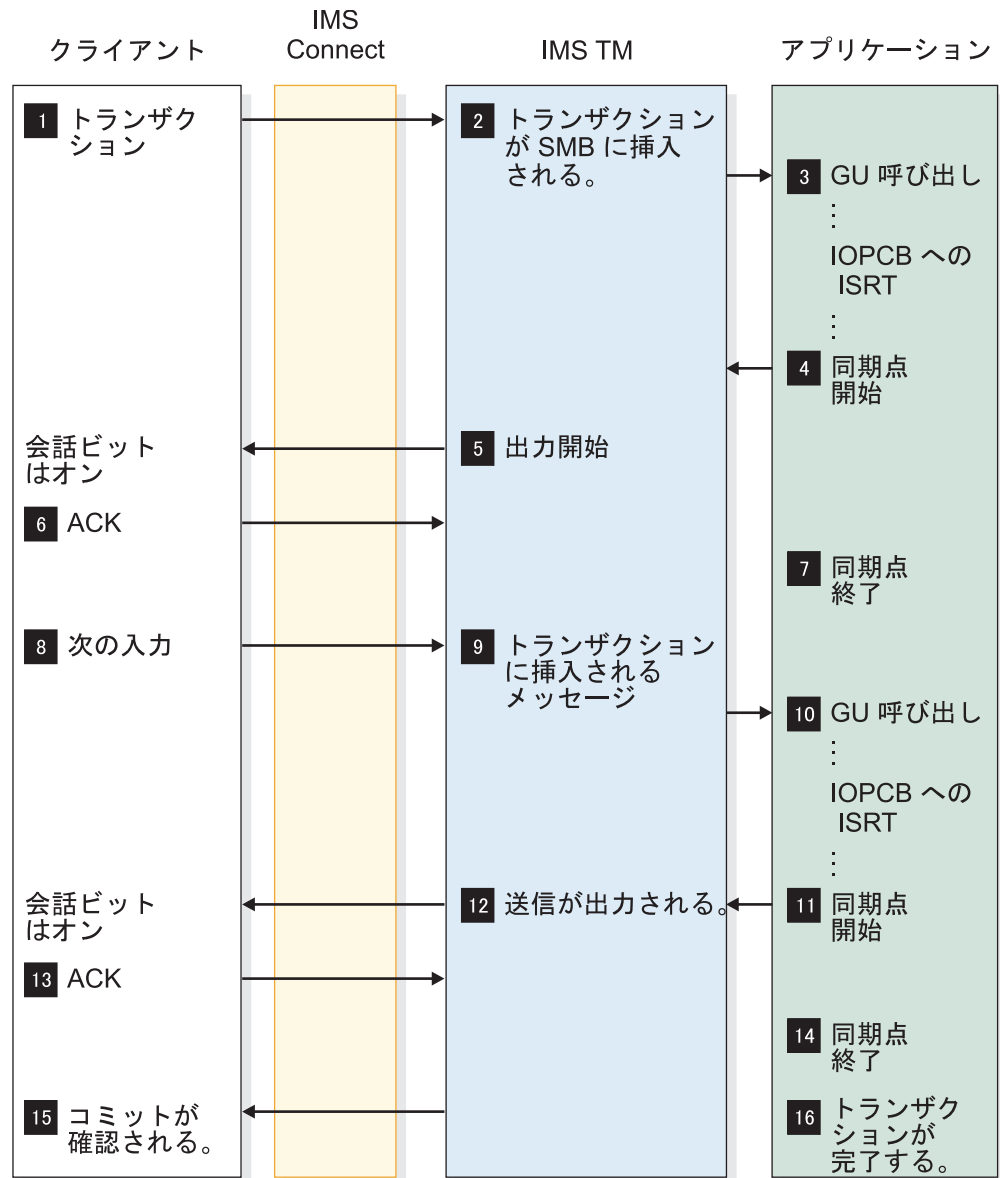 クライアント
IMS
Connect
IMS TM
アプリケーション
1 トランザク
ション
2 トランザクション
が SMB に挿入
される。
3 GU 呼び出し
⋮
IOPCB への
ISRT
⋮
4 同期点
開始
会話ビット
はオン
5 出力開始
6 ACK
7 同期点
終了
8 次の入力
9 トランザクション
に挿入される
メッセージ
10 GU 呼び出し
⋮
IOPCB への
ISRT
⋮
会話ビット
はオン
12 送信が出力される。
11 同期点
開始
13 ACK
14 同期点
終了
15 コミットが
確認される。
16 トランザク
ションが
完了する。